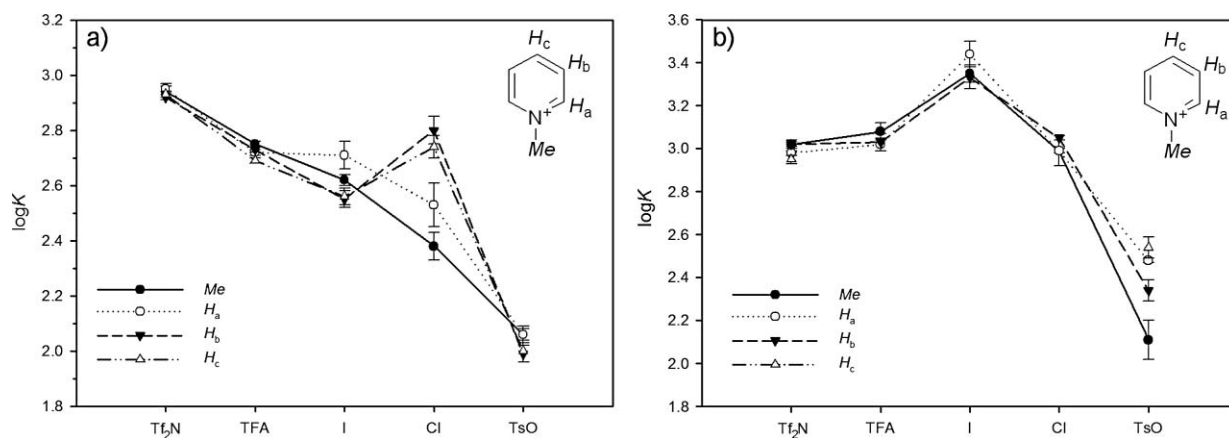 a)
3.2
3.0
2.8
2.6
2.4
2.2
2.0
1.8
logK
Hc
Hb
Ha
N+
Me
Me
Ha
Hb
Hc
Tf2N TFA I Cl TsO
b)
3.6
3.4
3.2
3.0
2.8
2.6
2.4
2.2
2.0
1.8
logK
Hc
Hb
Ha
N+
Me
Me
Ha
Hb
Hc
Tf2N TFA I Cl TsO